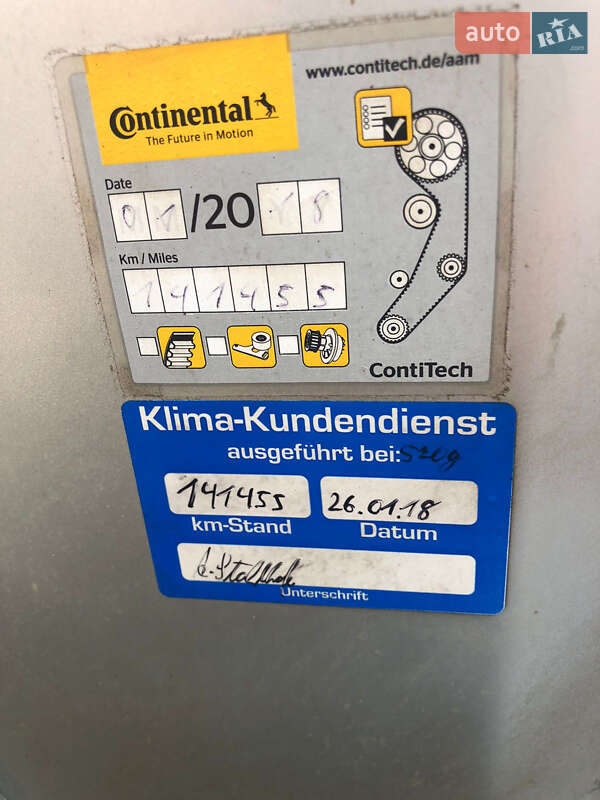 auto RIA.com
www.contitech.de/aam
Continental
The Future in Motion
Date
01/2018
Km / Miles
141455
ContiTech
Klima-Kundendienst
ausgeführt bei:
141455 26.01.18
km-Stand Datum
Unterschrift